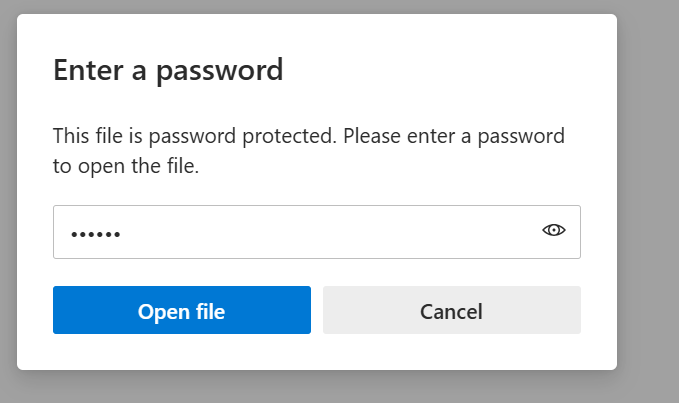 Enter a password
This file is password protected. Please enter a password
to open the file.
••••••
Open file
Cancel